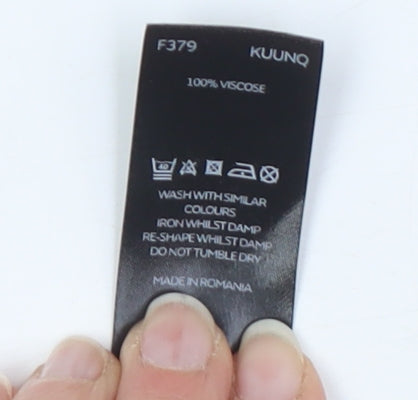 F379 KUUNQ
100% VISCOSE
40
WASH WITH SIMILAR
COLOURS
IRON WHILST DAMP
RE-SHAPE WHILST DAMP
DO NOT TUMBLE DRY
MADE IN ROMANIA